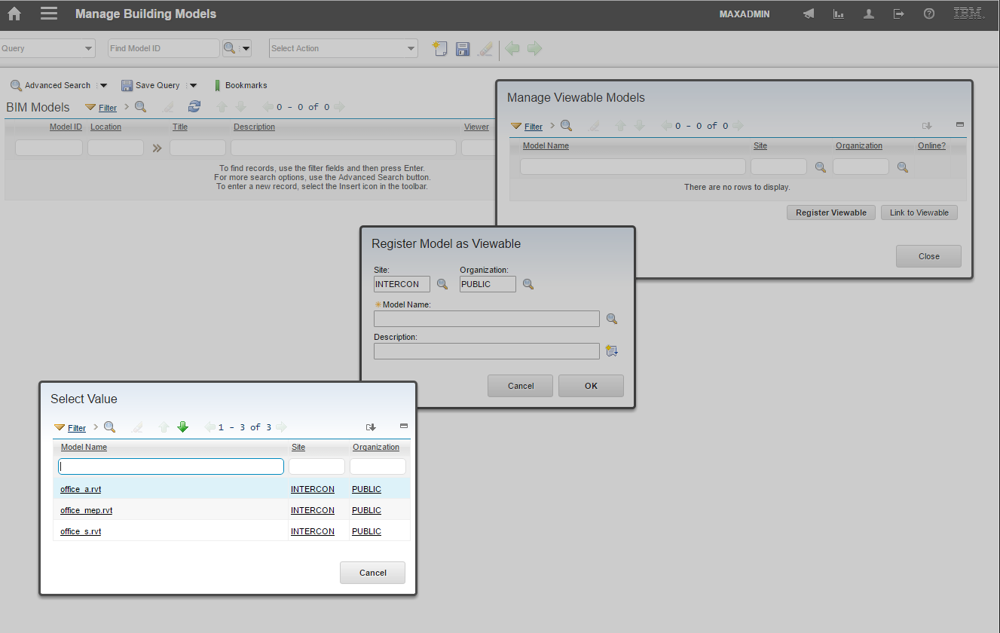 Manage Building Models
MAXADMIN
IBM.
Query
Find Model ID
Select Action
Advanced Search
Save Query
Bookmarks
BIM Models Filter 0 - 0 of 0
Model ID Location Title Description Viewer
To find records, use the filter fields and then press Enter.
For more search options, use the Advanced Search button.
To enter a new record, select the Insert icon in the toolbar.
Manage Viewable Models
Filter 0 - 0 of 0
Model Name Site Organization Online?
There are no rows to display.
Register Viewable Link to Viewable
Close
Register Model as Viewable
Site: Organization:
INTERCON PUBLIC
Model Name:
Description:
Cancel OK
Select Value
Filter 1 - 3 of 3
Model Name Site Organization
office_a.rvt INTERCON PUBLIC
office_mep.rvt INTERCON PUBLIC
office_s.rvt INTERCON PUBLIC
Cancel